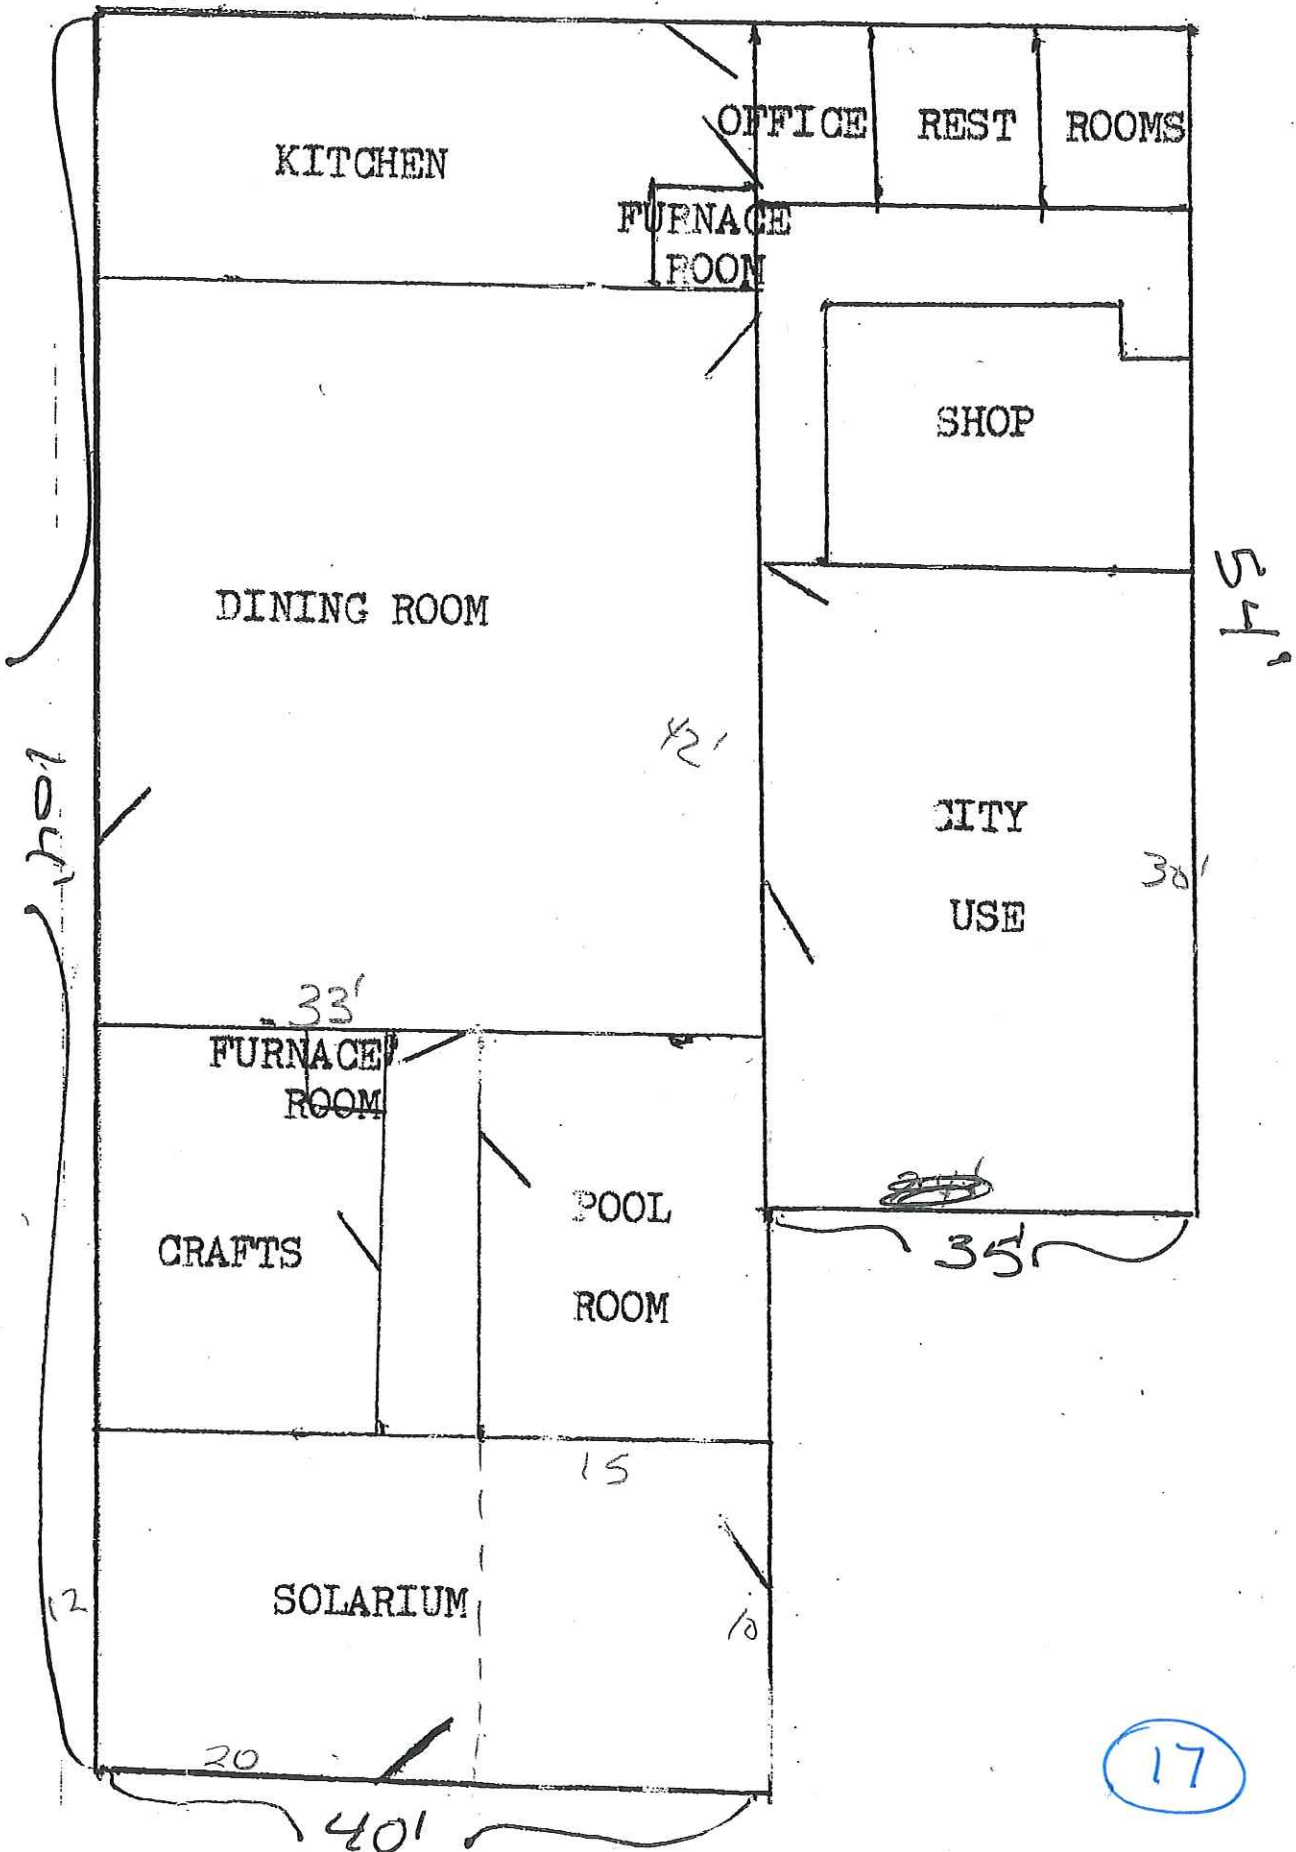 OFFICE REST ROOMS
KITCHEN
FURNACE
ROOM
SHOP
54'
DINING ROOM
42'
104'
CITY
30'
USE
33'
FURNACE
ROOM
POOL
CRAFTS
35'
ROOM
15
SOLARIUM
12
10
20
17
40'